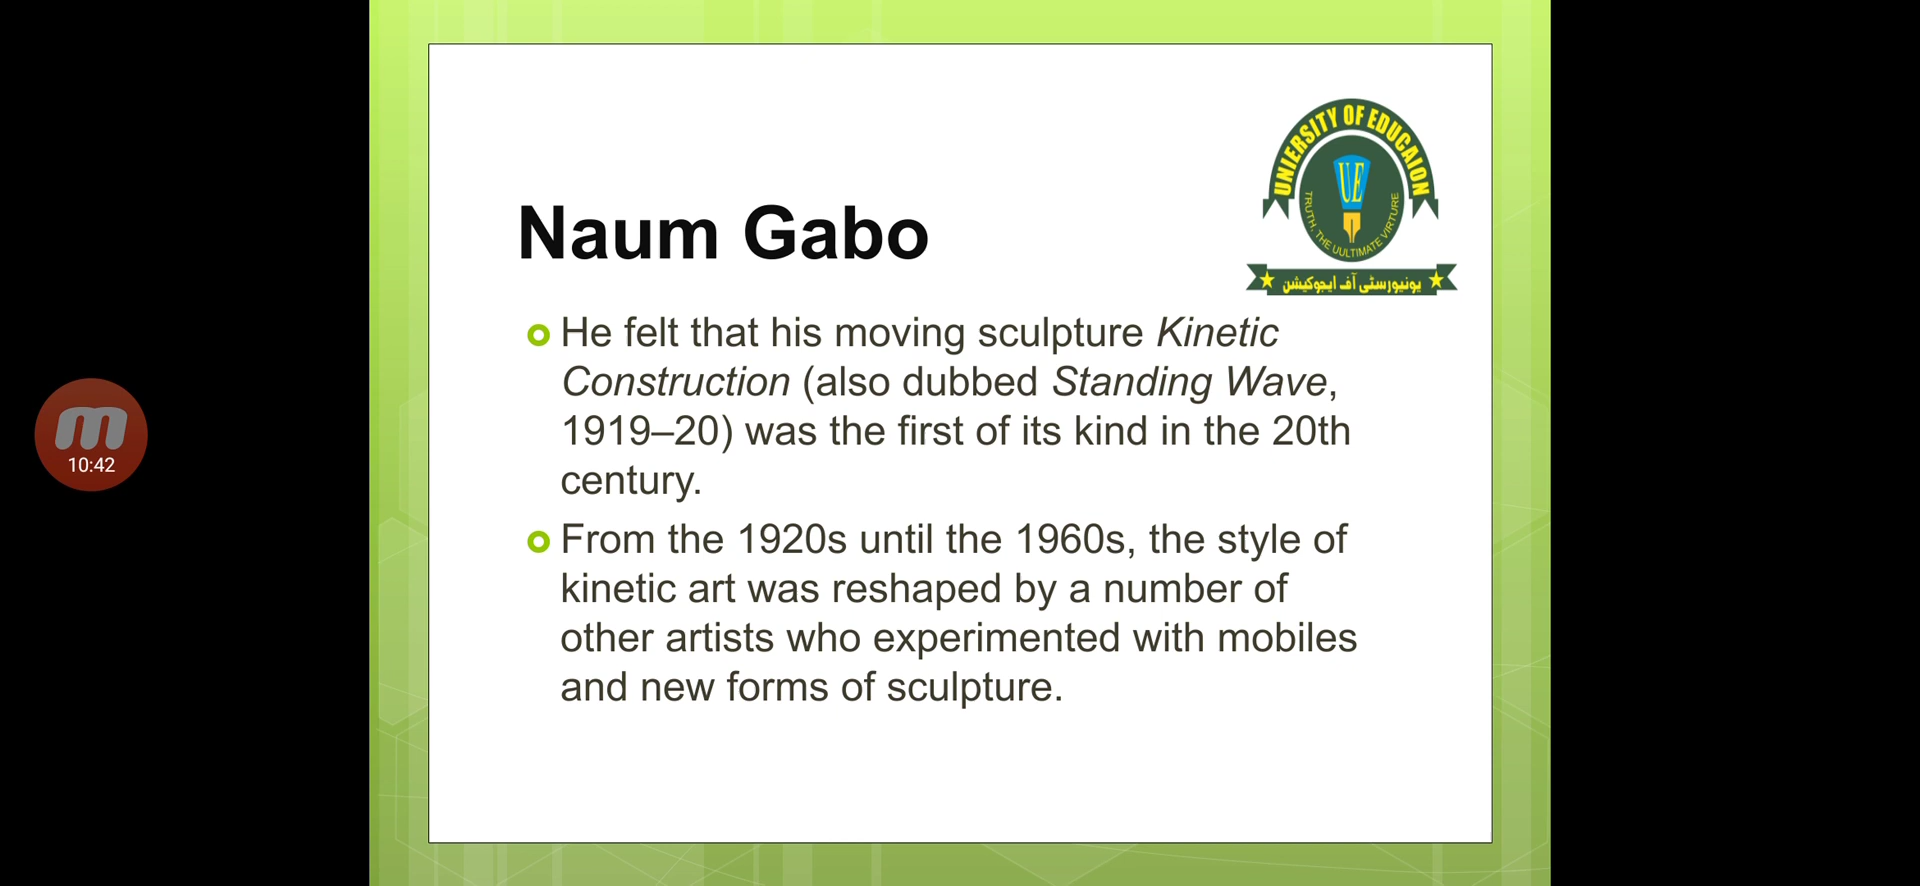 UNIERSITY OF EDUCAION
UE
TRUTH, THE UULTIMATE VIRTURE
یونیورسٹی آف ایجوکیشن
Naum Gabo
He felt that his moving sculpture Kinetic
Construction (also dubbed Standing Wave,
1919–20) was the first of its kind in the 20th
century.
From the 1920s until the 1960s, the style of
kinetic art was reshaped by a number of
other artists who experimented with mobiles
and new forms of sculpture.
m
10:42